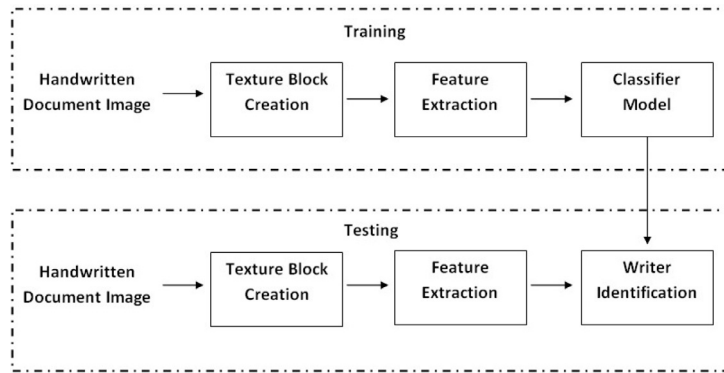 Training
Handwritten
Document Image
Texture Block
Creation
Feature
Extraction
Classifier
Model
Testing
Handwritten
Document Image
Texture Block
Creation
Feature
Extraction
Writer
Identification